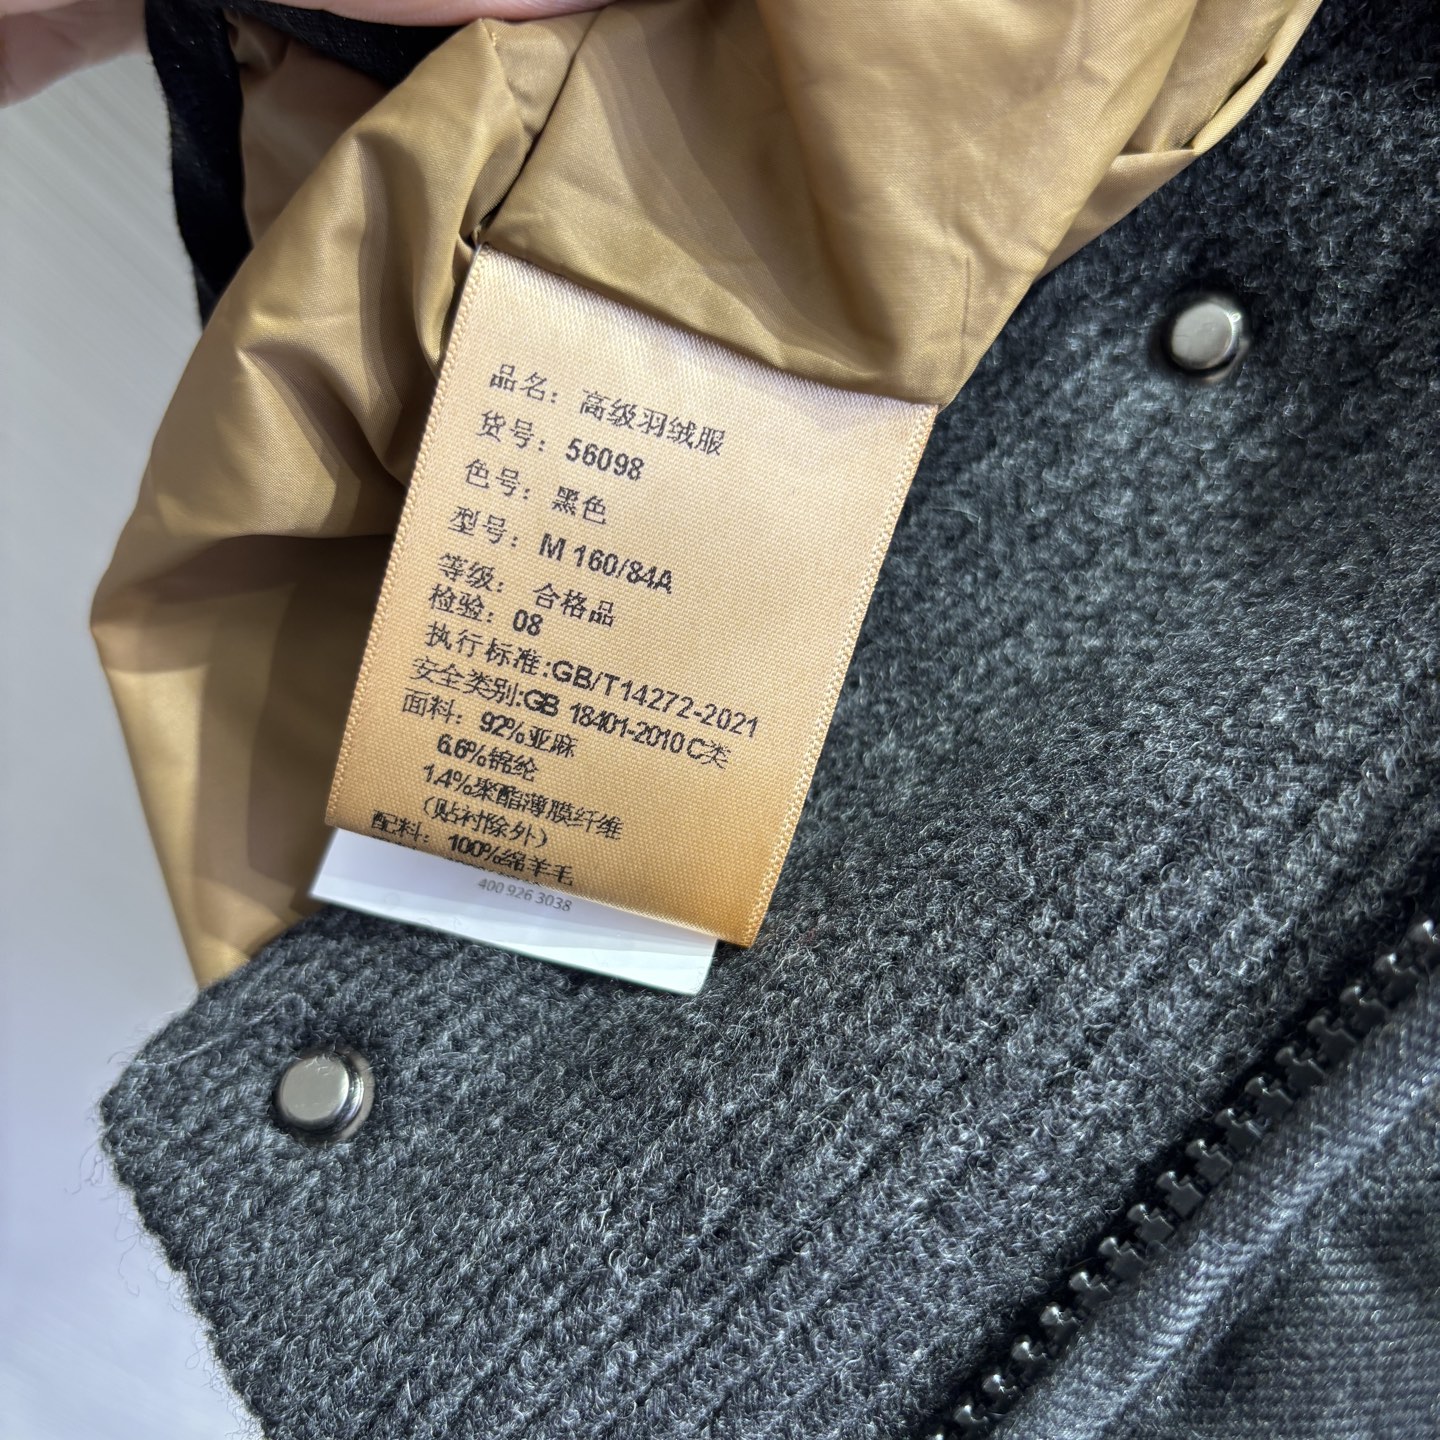 品名：高级羽绒服
货号：56098
色号：黑色
型号：M 160/84A
等级：合格品
检验：08
执行标准:GB/T14272-2021
安全类别:GB 18401-2010 C类
面料：92%亚麻
6.6%锦纶
1.4%聚酯薄膜纤维
（贴衬除外）
配料：100%绵羊毛
400 926 3038